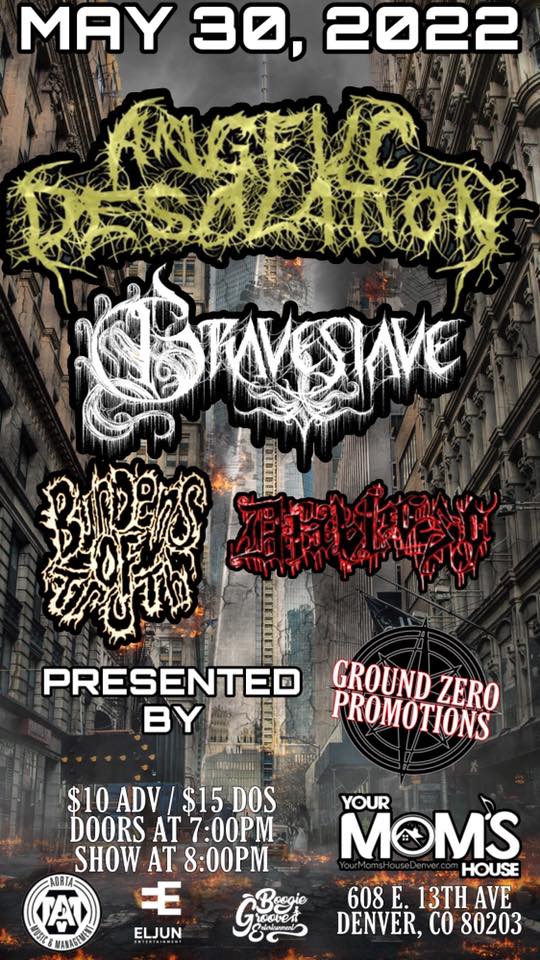 MAY 30, 2022
ANGELIC
DESOLATION
GRAVESLAVE
BURDENS
OF
TRUTH
PRESENTED
BY
GROUND ZERO
PROMOTIONS
$10 ADV / $15 DOS
DOORS AT 7:00PM
SHOW AT 8:00PM
YOUR
MOM'S
YourMomsHouseDenver.com
HOUSE
AORTA
MUSIC & MANAGEMENT
ELJUN
ENTERTAINMENT
Boogie
Groove
Entertainment
608 E. 13TH AVE
DENVER, CO 80203